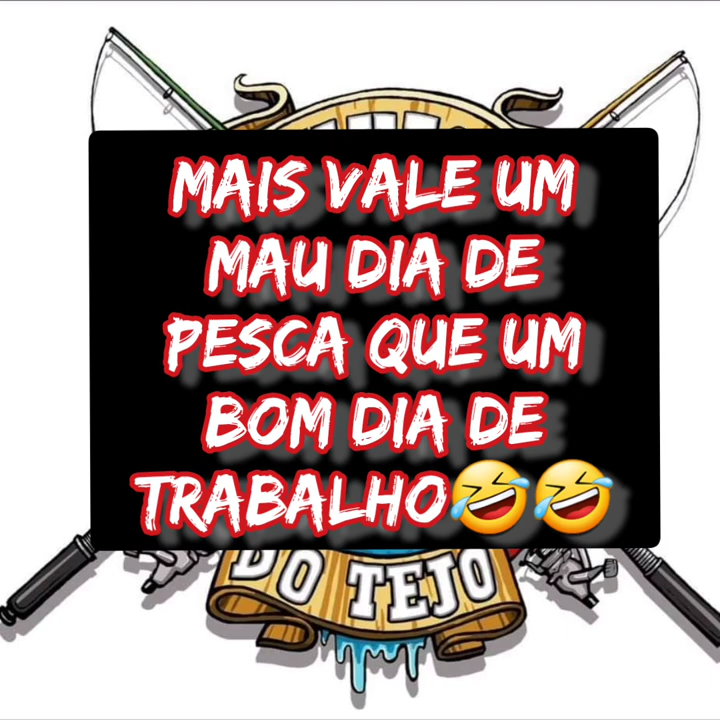 MAIS VALE UM
MAU DIA DE
PESCA QUE UM
BOM DIA DE
TRABALHO🤣🤣
DO TEJO